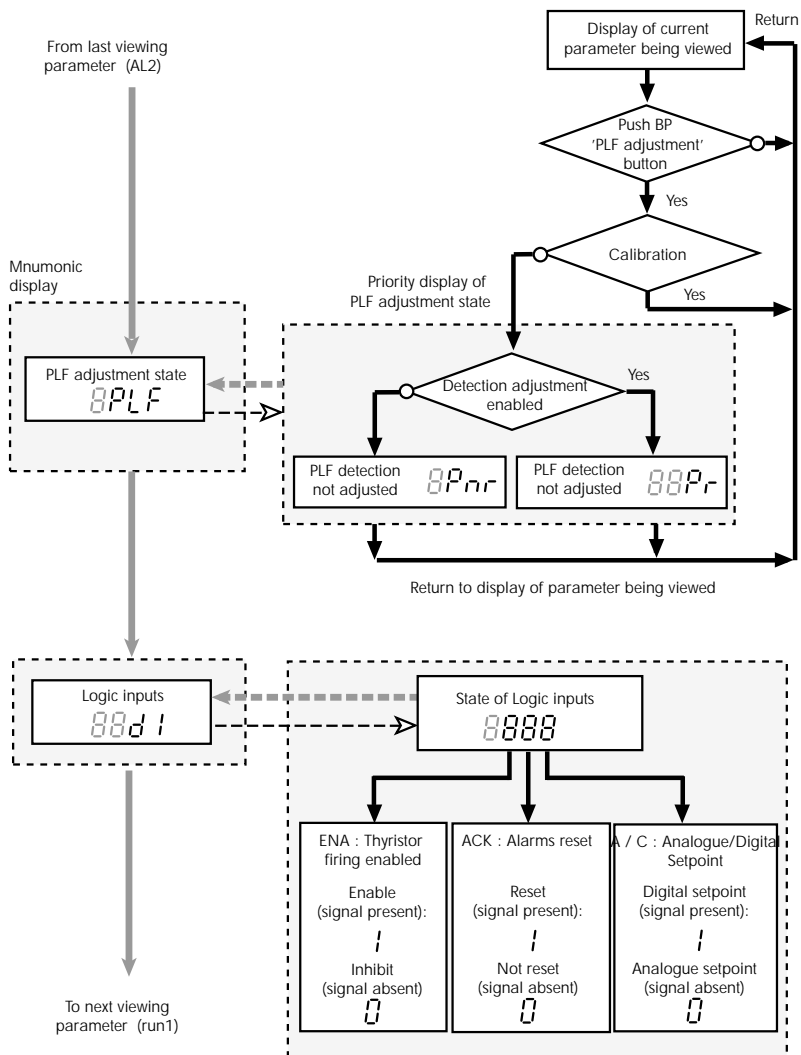 Display of current
parameter being viewed
Return
From last viewing
parameter (AL2)
Push BP
'PLF adjustment'
button
Yes
Calibration
Yes
Mnumonic
display
Priority display of
PLF adjustment state
PLF adjustment state
8PLF
Detection adjustment
enabled
Yes
PLF detection
not adjusted
8Pnr
PLF detection
not adjusted
88Pr
Return to display of parameter being viewed
Logic inputs
88dI
State of Logic inputs
8888
ENA : Thyristor
firing enabled
Enable
(signal present):
1
Inhibit
(signal absent)
0
ACK : Alarms reset
Reset
(signal present):
1
Not reset
(signal absent)
0
A / C : Analogue/Digital
Setpoint
Digital setpoint
(signal present):
1
Analogue setpoint
(signal absent)
0
To next viewing
parameter (run1)